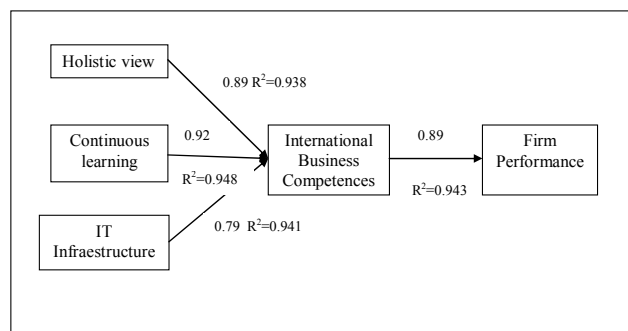 Holistic view
0.89 R²=0.938
Continuous
learning
0.92
R²=0.948
International
Business
Competences
0.89
R²=0.943
Firm
Performance
IT
Infraestructure
0.79 R²=0.941